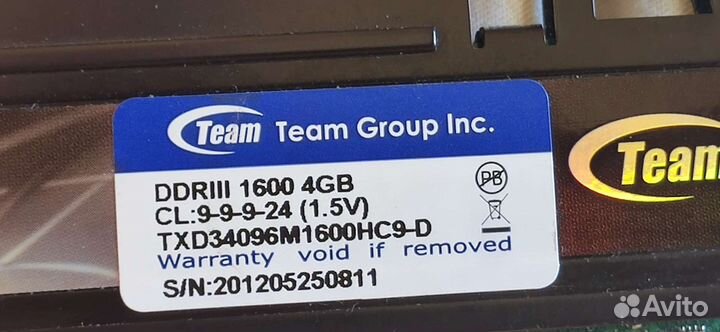 Team Team Group Inc.
DDRIII 1600 4GB
CL:9-9-9-24 (1.5V)
TXD34096M1600HC9-D
Warranty void if removed
S/N:201205250811
PB
Team
Avito